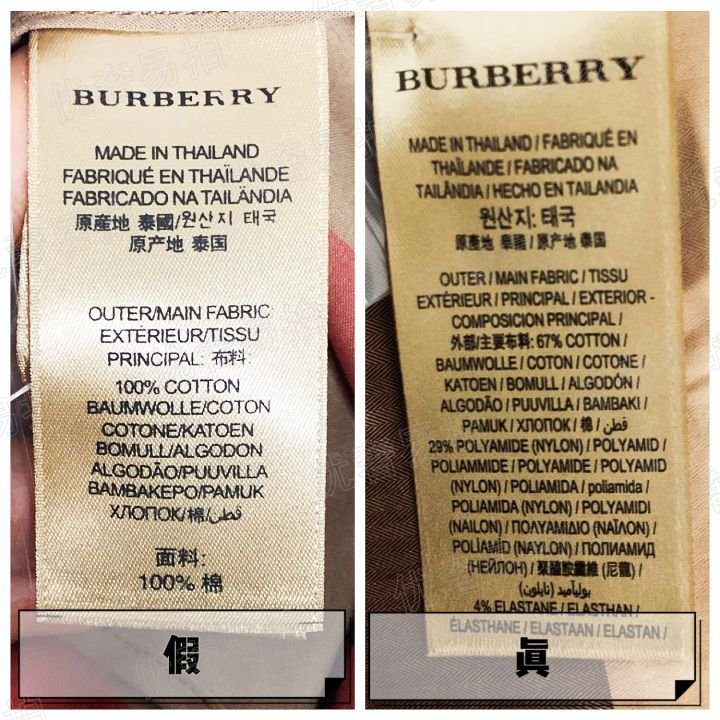 BURBERRY
MADE IN THAILAND
FABRIQUÉ EN THAÏLANDE
FABRICADO NA TAILÂNDIA
原産地 泰國/원산지 태국
原产地 泰国
OUTER/MAIN FABRIC
EXTÉRIEUR/TISSU
PRINCIPAL: 布料:
100% COTTON
BAUMWOLLE/COTON
COTONE/KATOEN
BOMULL/ALGODON
ALGODÃO/PUUVILLA
BAMBAKEPO/PAMUK
ХЛОПОК/棉/قطن
面料:
100% 棉
假
BURBERRY
MADE IN THAILAND / FABRIQUÉ EN
THAÏLANDE / FABRICADO NA
TAILÂNDIA / HECHO EN TAILANDIA
원산지: 태국
原產地 泰國 / 原产地 泰国
OUTER / MAIN FABRIC / TISSU
EXTÉRIEUR / PRINCIPAL / EXTERIOR -
COMPOSICION PRINCIPAL /
外部/主要布料: 67% COTTON /
BAUMWOLLE / COTON / COTONE /
KATOEN / BOMULL / ALGODÓN /
ALGODÃO / PUUVILLA / BAMBAKI /
PAMUK / ХЛОПОК / 棉 / قطن /
29% POLYAMIDE (NYLON) / POLYAMID /
POLIAMMIDE / POLYAMIDE / POLYAMID
(NYLON) / POLIAMIDA / poliamida /
POLIAMIDA (NYLON) / POLYAMIDI
(NAILON) / ΠΟΛΥΑΜΙΔΙΟ (ΝΑΪΛΟΝ) /
POLİAMİD (NAYLON) / ПОЛИАМИД
(НЕЙЛОН) / 聚醯胺纖維 (尼龍) /
بوليآميد (نايلون)
4% ELASTANE / ELASTHAN /
ÉLASTHANE / ELASTAAN / ELASTAN /
真
优奢易拍